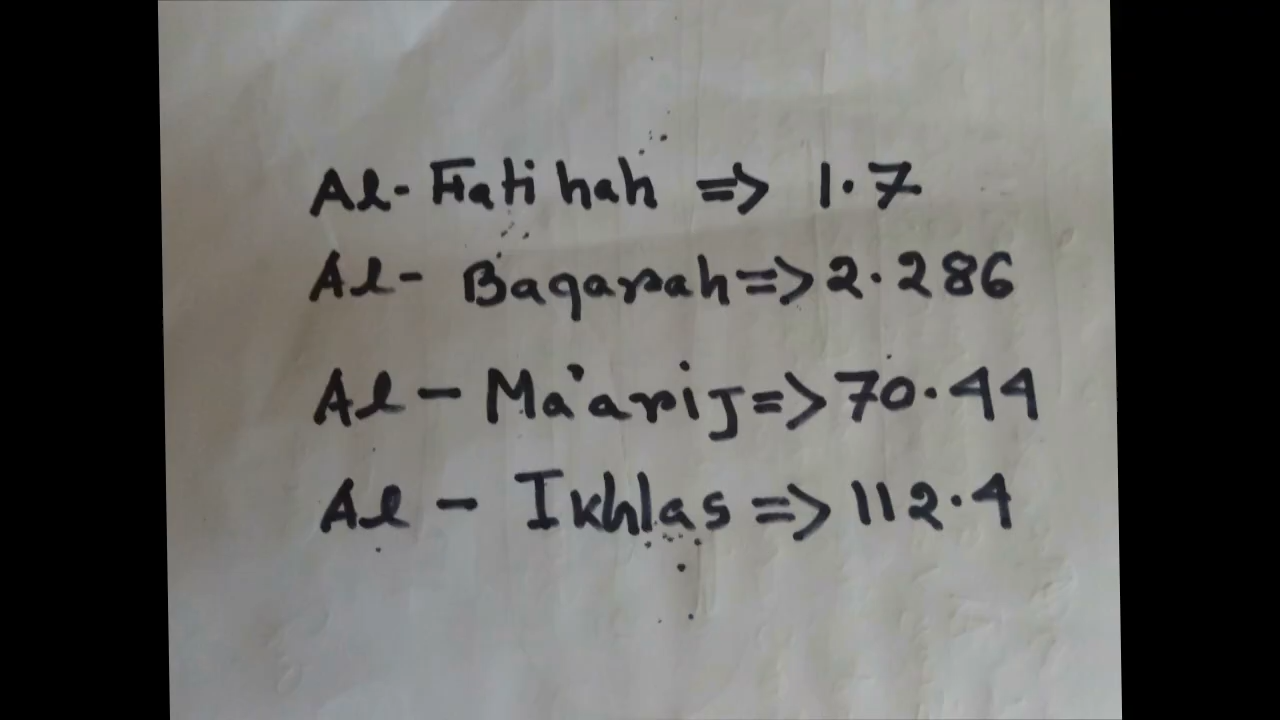 Al-Fatihah => 1.7
Al- Baqarah=>2.286
Al - Ma'arij=>70.44
Al - Ikhlas=>112.4